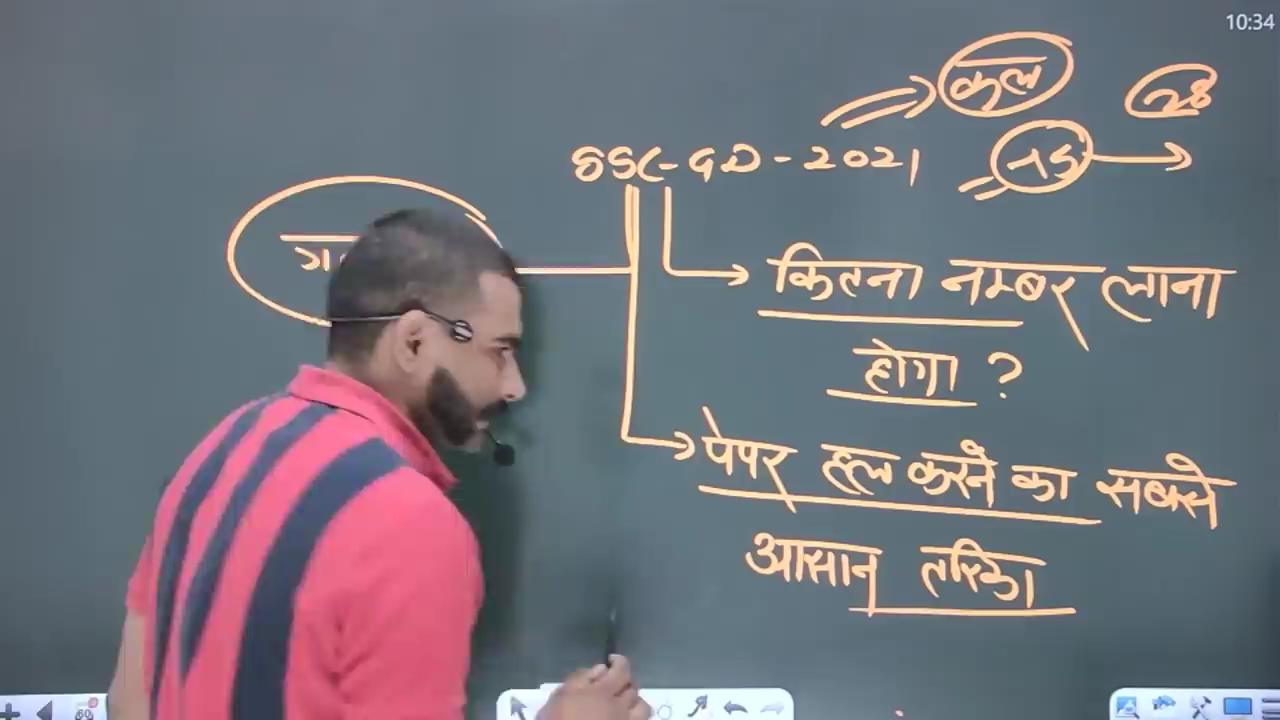 10:34
कल
28
SSC-GD-2021
15
कितना नम्बर लाना
होगा ?
पेपर हल करने का सबसे
आसान तरिका